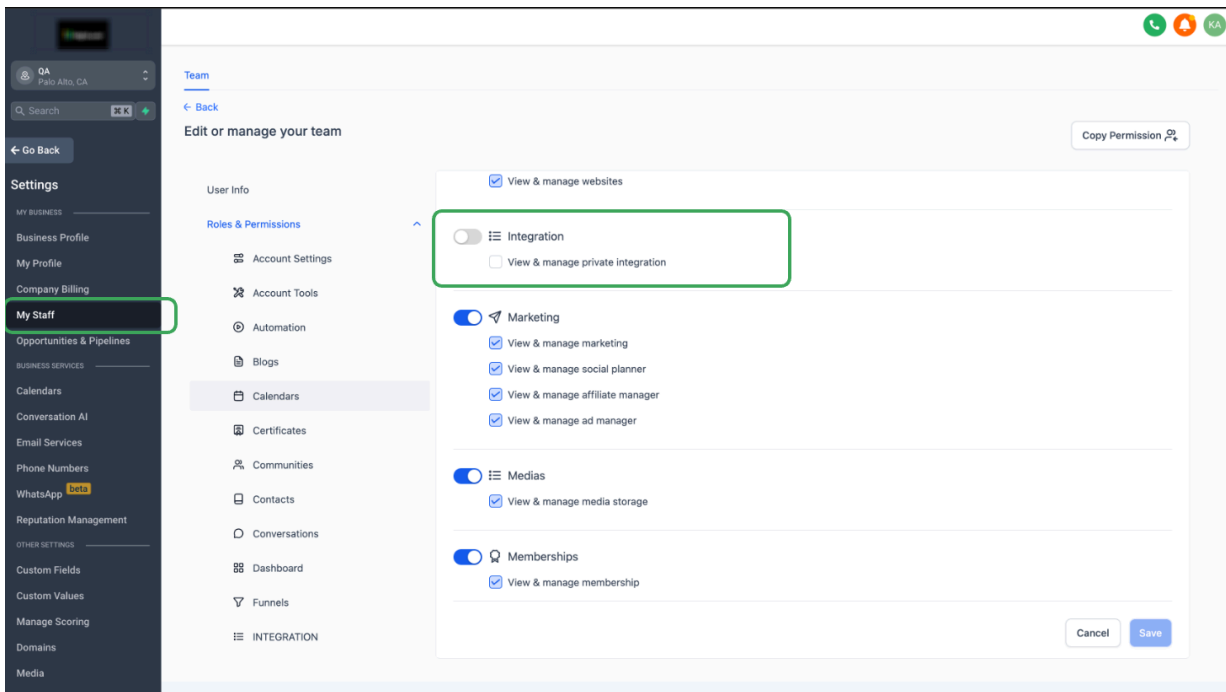 KA
QA
Palo Alto, CA
Search ⌘ K
← Go Back
Settings
MY BUSINESS
Business Profile
My Profile
Company Billing
My Staff
Opportunities & Pipelines
BUSINESS SERVICES
Calendars
Conversation AI
Email Services
Phone Numbers
WhatsApp beta
Reputation Management
OTHER SETTINGS
Custom Fields
Custom Values
Manage Scoring
Domains
Media
Team
← Back
Edit or manage your team
Copy Permission
User Info
Roles & Permissions
Account Settings
Account Tools
Automation
Blogs
Calendars
Certificates
Communities
Contacts
Conversations
Dashboard
Funnels
INTEGRATION
View & manage websites
Integration
View & manage private integration
Marketing
View & manage marketing
View & manage social planner
View & manage affiliate manager
View & manage ad manager
Medias
View & manage media storage
Memberships
View & manage membership
Cancel
Save